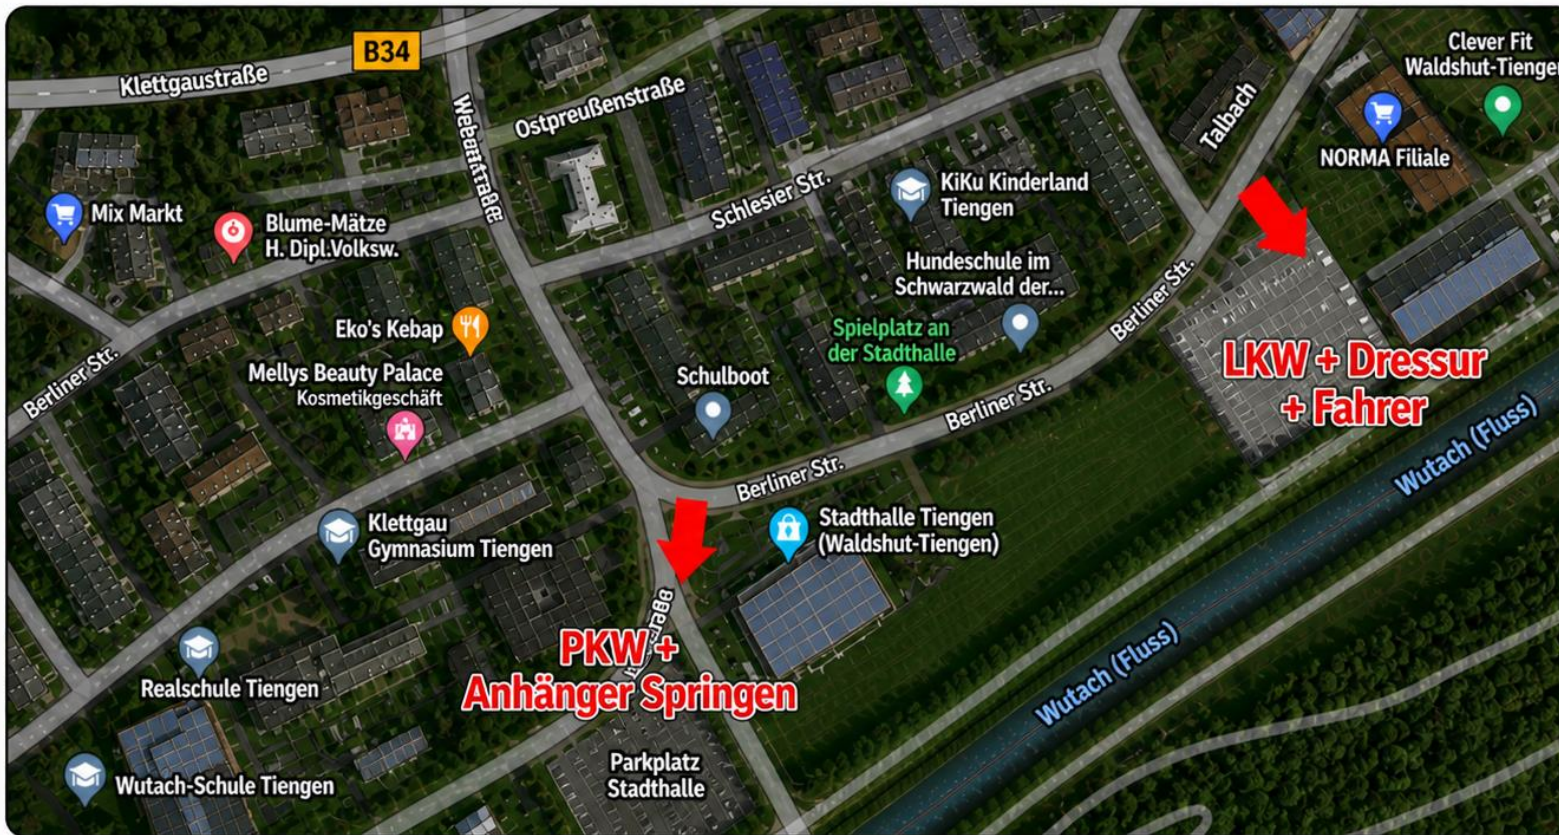 B34
Klettgaustraße
Clever Fit
Waldshut-Tiengen
Ostpreußenstraße
Talbach
NORMA Filiale
Mix Markt
Blume-Mätze
H. Dipl.Volksw.
Schlesier Str.
KiKu Kinderland
Tiengen
Hundeschule im
Schwarzwald der...
Berliner Str.
Eko's Kebap
Spielplatz an
der Stadthalle
Berliner Str.
Mellys Beauty Palace
Kosmetikgeschäft
Schulboot
LKW + Dressur
+ Fahrer
Berliner Str.
Berliner Str.
Wutach (Fluss)
Klettgau
Gymnasium Tiengen
Stadthalle Tiengen
(Waldshut-Tiengen)
PKW +
Anhänger Springen
Wutach (Fluss)
Realschule Tiengen
Parkplatz
Stadthalle
Wutach-Schule Tiengen